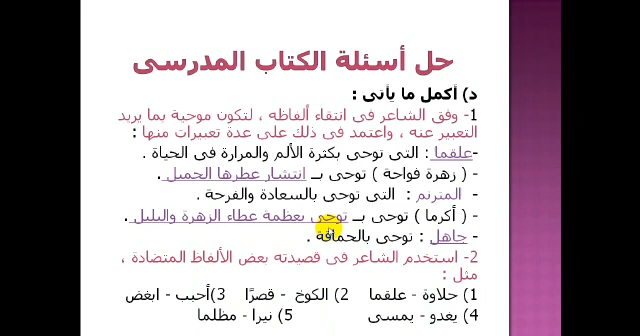 حل أسئلة الكتاب المدرسى
د) أكمل ما يأتى :
1- وفق الشاعر فى انتقاء ألفاظه ، لتكون موحية بما يريد
التعبير عنه ، واعتمد فى ذلك على عدة تعبيرات منها :
-علقما : التى توحى بكثرة الألم والمرارة فى الحياة .
- ( زهرة فواحة ) توحى بــ انتشار عطرها الجميل .
- المترنم : التى توحى بالسعادة والفرحة .
- ( أكرما ) توحى بــ توحى بعظمة عطاء الزهرة والبلبل .
- جاهل : توحى بالحماقة .
2- استخدم الشاعر فى قصيدته بعض الألفاظ المتضادة ،
مثل :
1) حلاوة - علقما 2) الكوخ - قصرًا 3)أحبب - ابغض
4) يغدو - يمسى 5) نيرا - مظلما